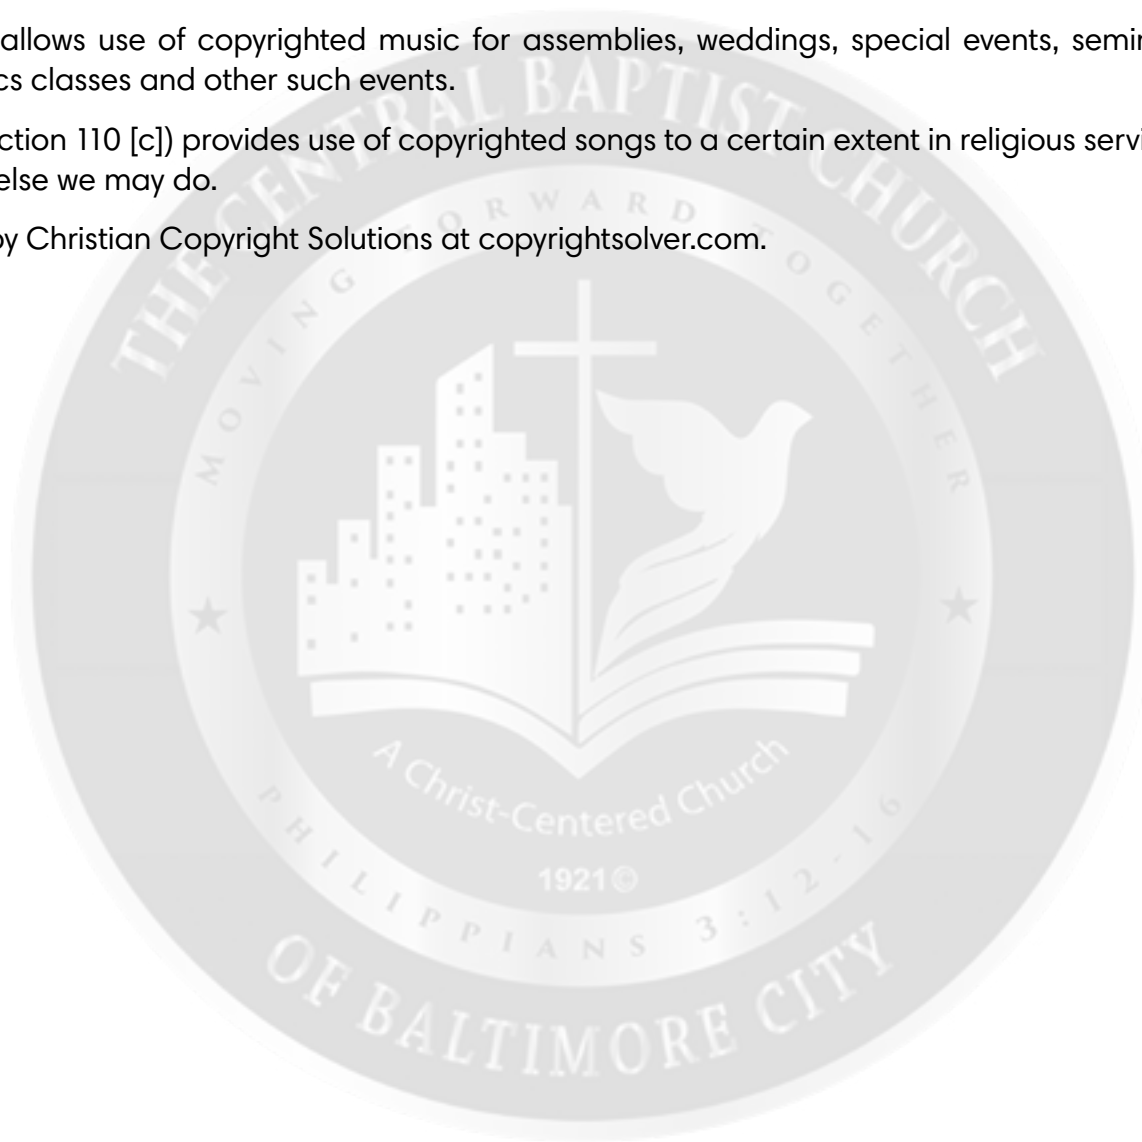 allows use of copyrighted music for assemblies, weddings, special events,
cs classes and other such events.
ction 110 [c]) provides use of copyrighted songs to a certain extent in religious
else we may do.
by Christian Copyright Solutions at copyrightsolver.com.
THE CENTRAL BAPTIST CHURCH
MOVING FORWARD TOGETHER
A Christ-Centered Church
1921©
PHILIPPIANS 3:12-16
OF BALTIMORE CITY